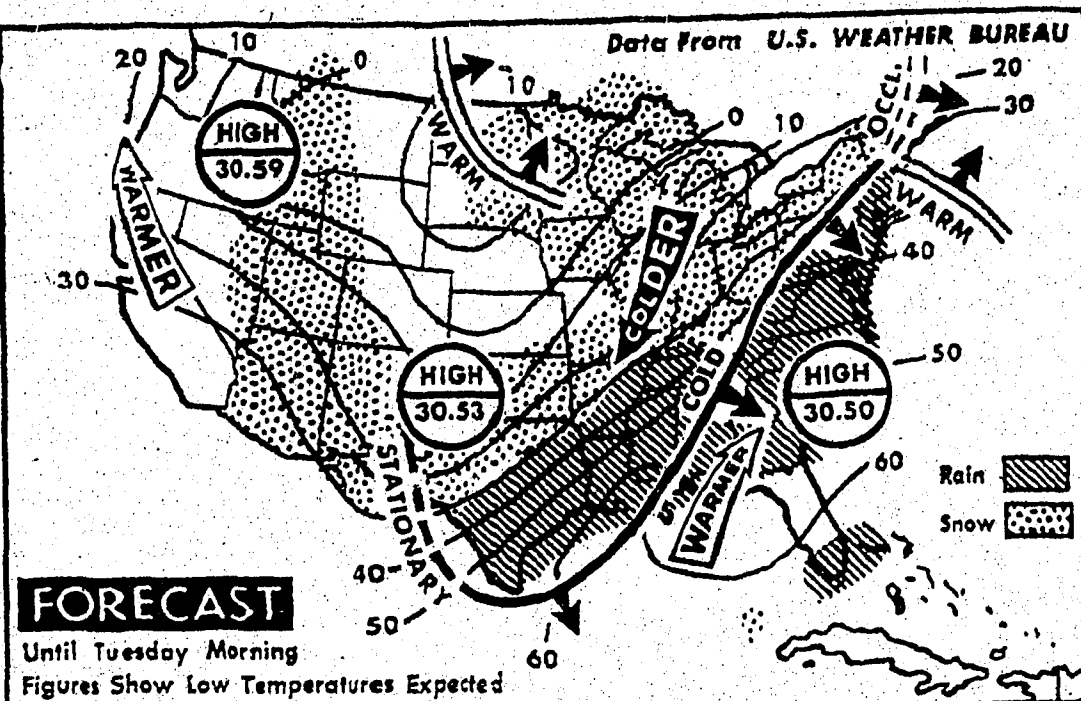 Data From U.S. WEATHER BUREAU
20
10
0
10
0
10
OCCL.
20
30
HIGH
30.59
WARM
WARM
WARMER
COLDER
40
30
HIGH
30.53
COLD
HIGH
30.50
50
STATIONARY
WARMER
60
Rain
Snow
40
50
60
FORECAST
Until Tuesday Morning
Figures Show Low Temperatures Expected